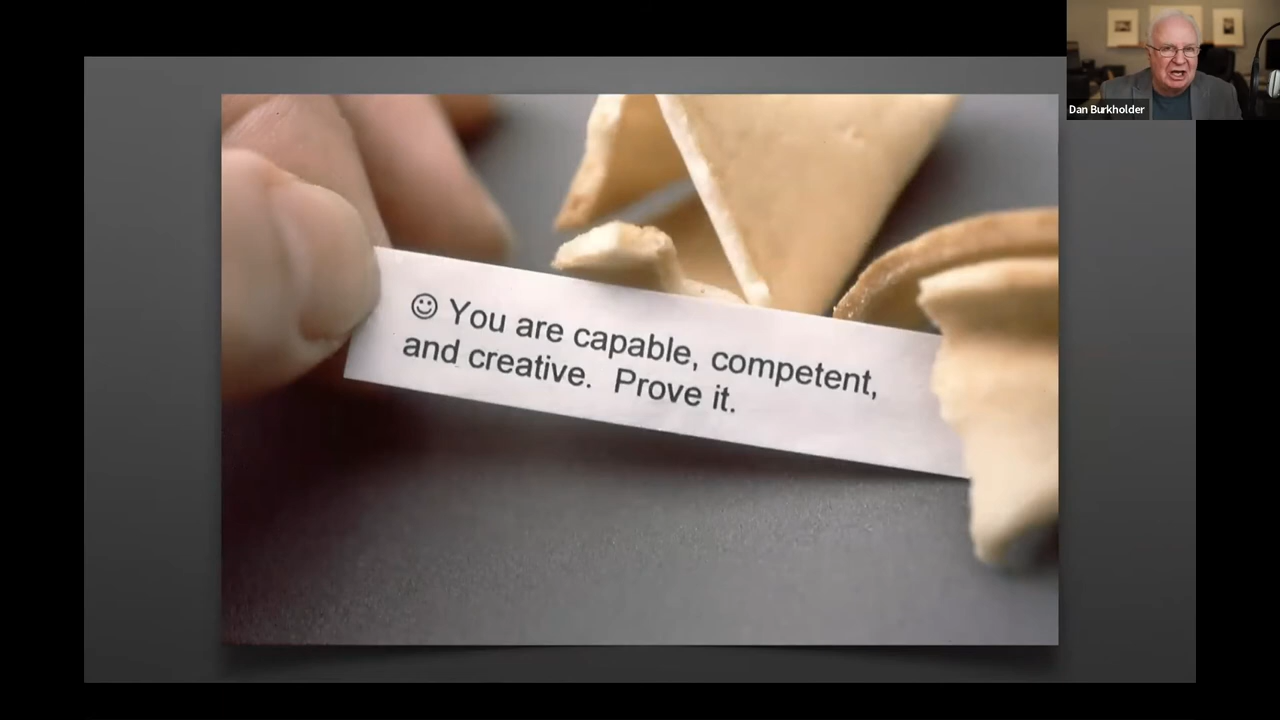 Dan Burkholder
☺ You are capable, competent,
and creative.  Prove it.